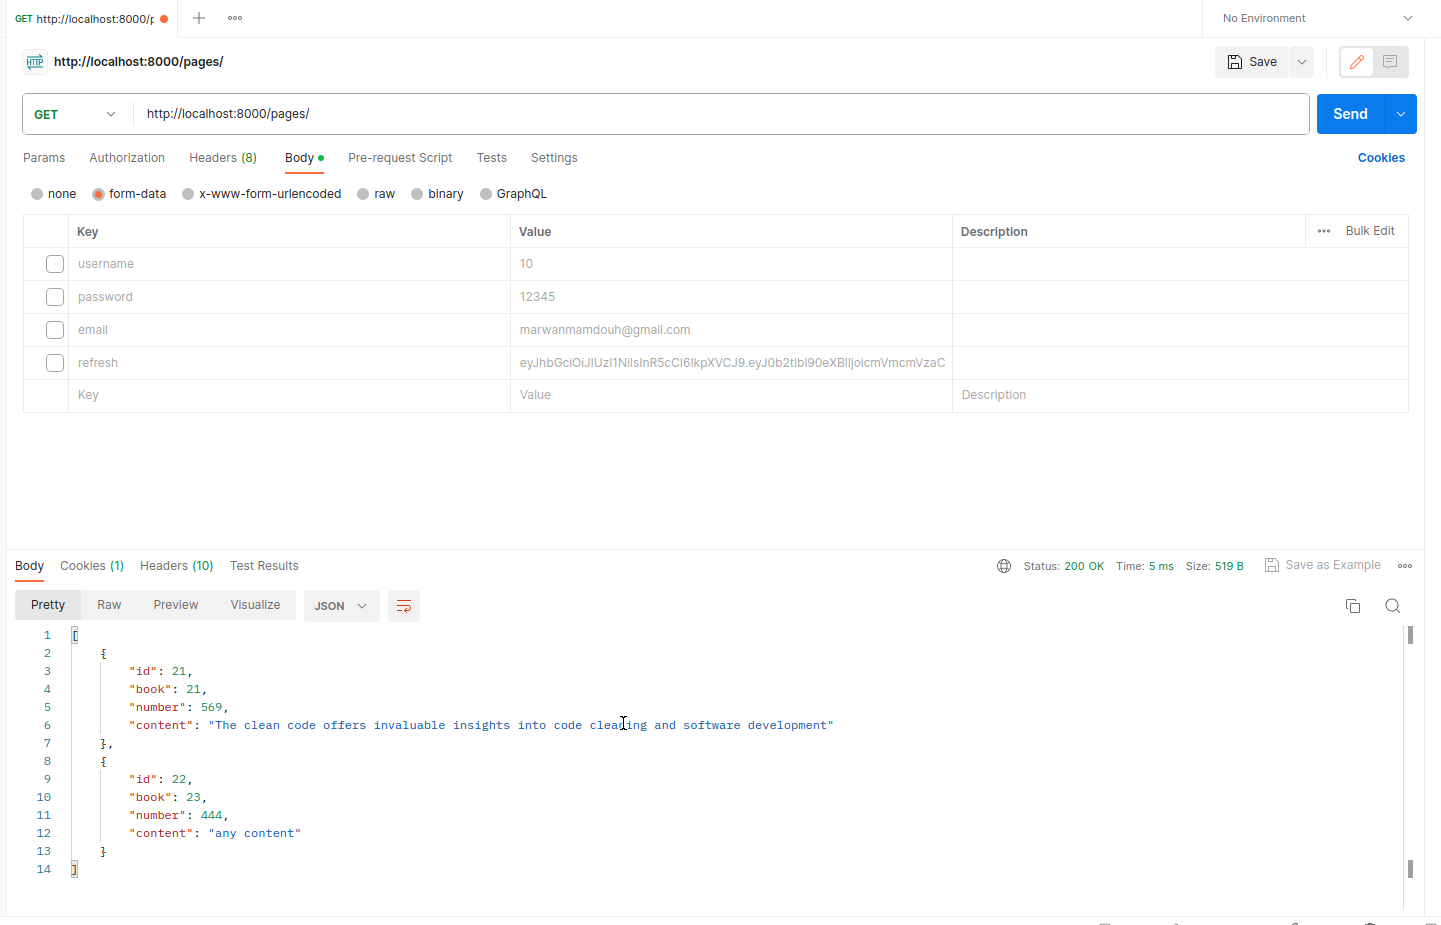 GET http://localhost:8000/p
No Environment
HTTP http://localhost:8000/pages/
Save
GET http://localhost:8000/pages/
Send
Params Authorization Headers (8) Body Pre-request Script Tests Settings Cookies
none form-data x-www-form-urlencoded raw binary GraphQL
Key Value Description Bulk Edit
username 10
password 12345
email marwanmamdouh@gmail.com
refresh eyJhbGciOiJIUzI1NiIsInR5cCI6IkpXVCJ9.eyJ0b2tlbl90eXBlIjoicmVmcmVzaC
Key Value Description
Body Cookies (1) Headers (10) Test Results Status: 200 OK Time: 5 ms Size: 519 B Save as Example
Pretty Raw Preview Visualize JSON
1 [
2 {
3 "id": 21,
4 "book": 21,
5 "number": 569,
6 "content": "The clean code offers invaluable insights into code cleaning and software development"
7 },
8 {
9 "id": 22,
10 "book": 23,
11 "number": 444,
12 "content": "any content"
13 }
14 ]